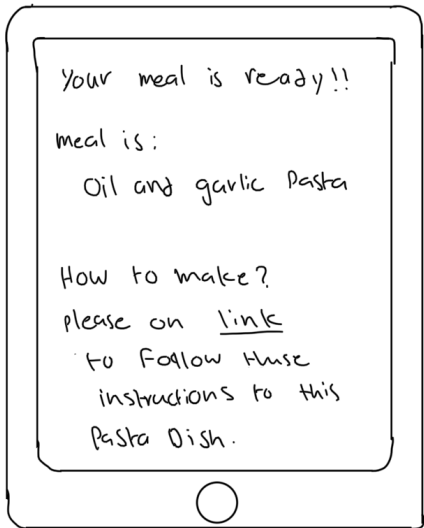 Your meal is ready!!
meal is:
Oil and garlic Pasta
How to make?
please on link
to Follow these
instructions to this
Pasta Dish.